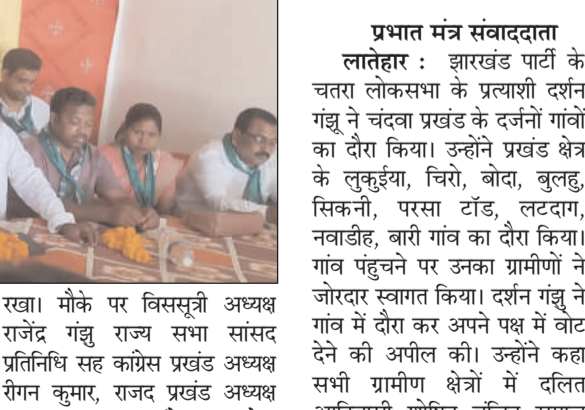 रखा। मौके पर विससूत्री अध्यक्ष
राजेंद्र गंझु राज्य सभा सांसद
प्रतिनिधि सह कांग्रेस प्रखंड अध्यक्ष
रीगन कुमार, राजद प्रखंड अध्यक्ष
प्रभात मंत्र संवाददाता
लातेहार : झारखंड पार्टी के
चतरा लोकसभा के प्रत्याशी दर्शन
गंझू ने चंदवा प्रखंड के दर्जनों गांवों
का दौरा किया। उन्होंने प्रखंड क्षेत्र
के लुकुईया, चिरो, बोदा, बुलहु,
सिकनी, परसा टॉड, लटदाग,
नवाडीह, बारी गांव का दौरा किया।
गांव पंहुचने पर उनका ग्रामीणों ने
जोरदार स्वागत किया। दर्शन गंझु ने
गांव में दौरा कर अपने पक्ष में वोट
देने की अपील की। उन्होंने कहा
सभी ग्रामीण क्षेत्रों में दलित